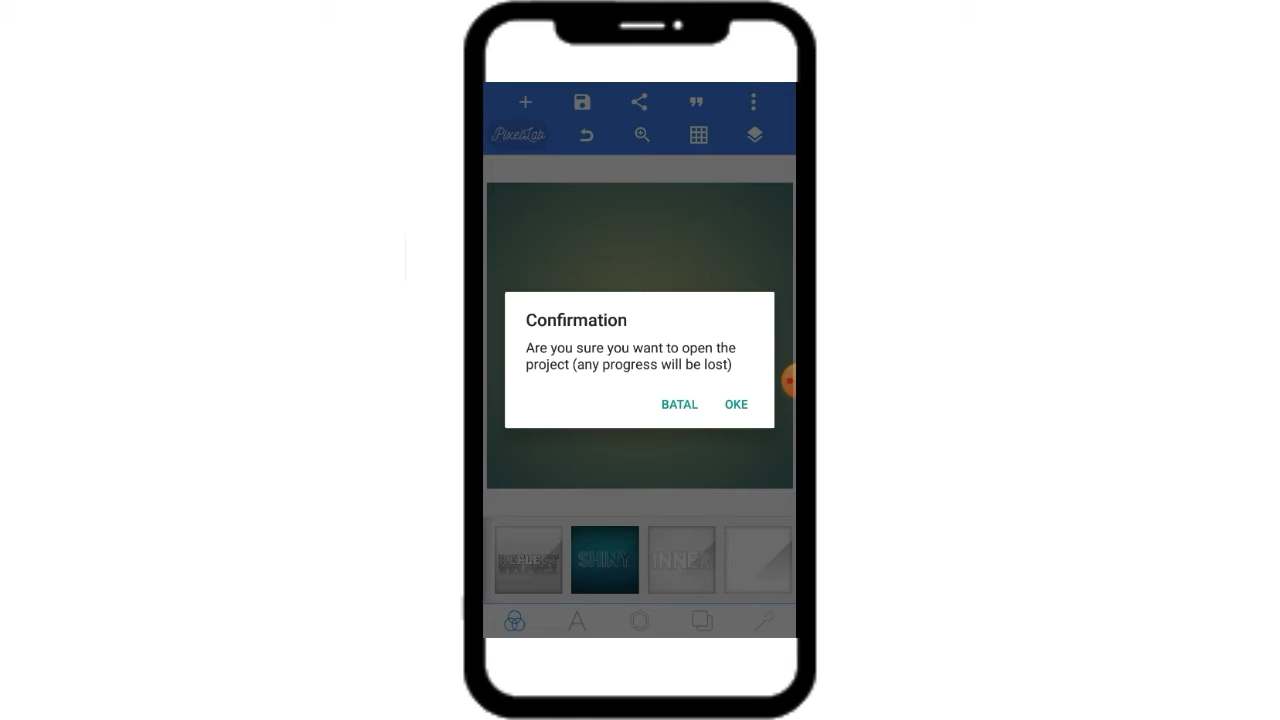 PixelLab
Confirmation
Are you sure you want to open the
project (any progress will be lost)
BATAL OKE
REFLECT SHINY INNER